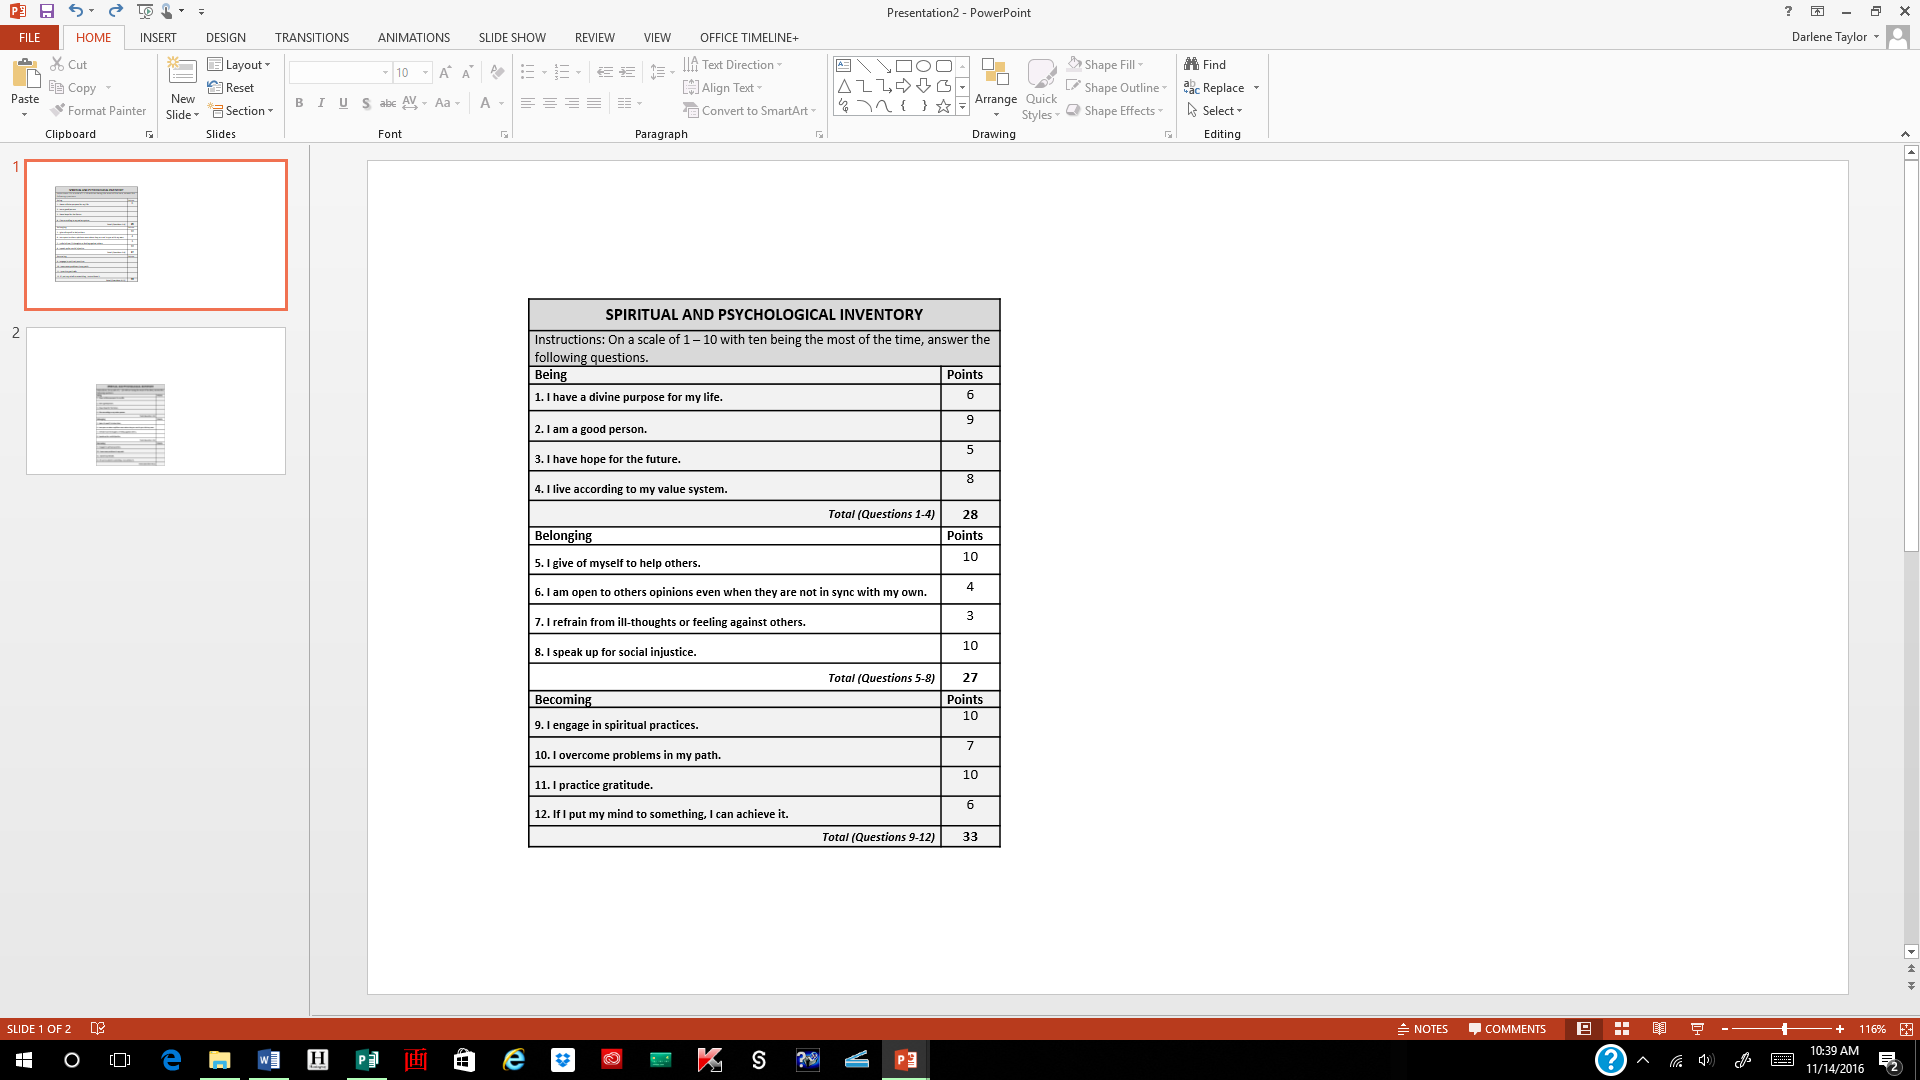 Presentation2 - PowerPoint
FILE HOME INSERT DESIGN TRANSITIONS ANIMATIONS SLIDE SHOW REVIEW VIEW OFFICE TIMELINE+ Darlene Taylor
Paste
Cut
Copy
Format Painter
Clipboard
New
Slide
Layout
Reset
Section
Slides
10
B I U S abc AV Aa A
Font
Text Direction
Align Text
Convert to SmartArt
Paragraph
Arrange
Quick
Styles
Shape Fill
Shape Outline
Shape Effects
Drawing
Find
Replace
Select
Editing
1
2
SPIRITUAL AND PSYCHOLOGICAL INVENTORY
Instructions: On a scale of 1 – 10 with ten being the most of the time, answer the
following questions.
Being Points
1. I have a divine purpose for my life. 6
2. I am a good person. 9
3. I have hope for the future. 5
4. I live according to my value system. 8
Total (Questions 1-4) 28
Belonging Points
5. I give of myself to help others. 10
6. I am open to others opinions even when they are not in sync with my own. 4
7. I refrain from ill-thoughts or feeling against others. 3
8. I speak up for social injustice. 10
Total (Questions 5-8) 27
Becoming Points
9. I engage in spiritual practices. 10
10. I overcome problems in my path. 7
11. I practice gratitude. 10
12. If I put my mind to something, I can achieve it. 6
Total (Questions 9-12) 33
SLIDE 1 OF 2 NOTES COMMENTS 116%
10:39 AM
11/14/2016
2